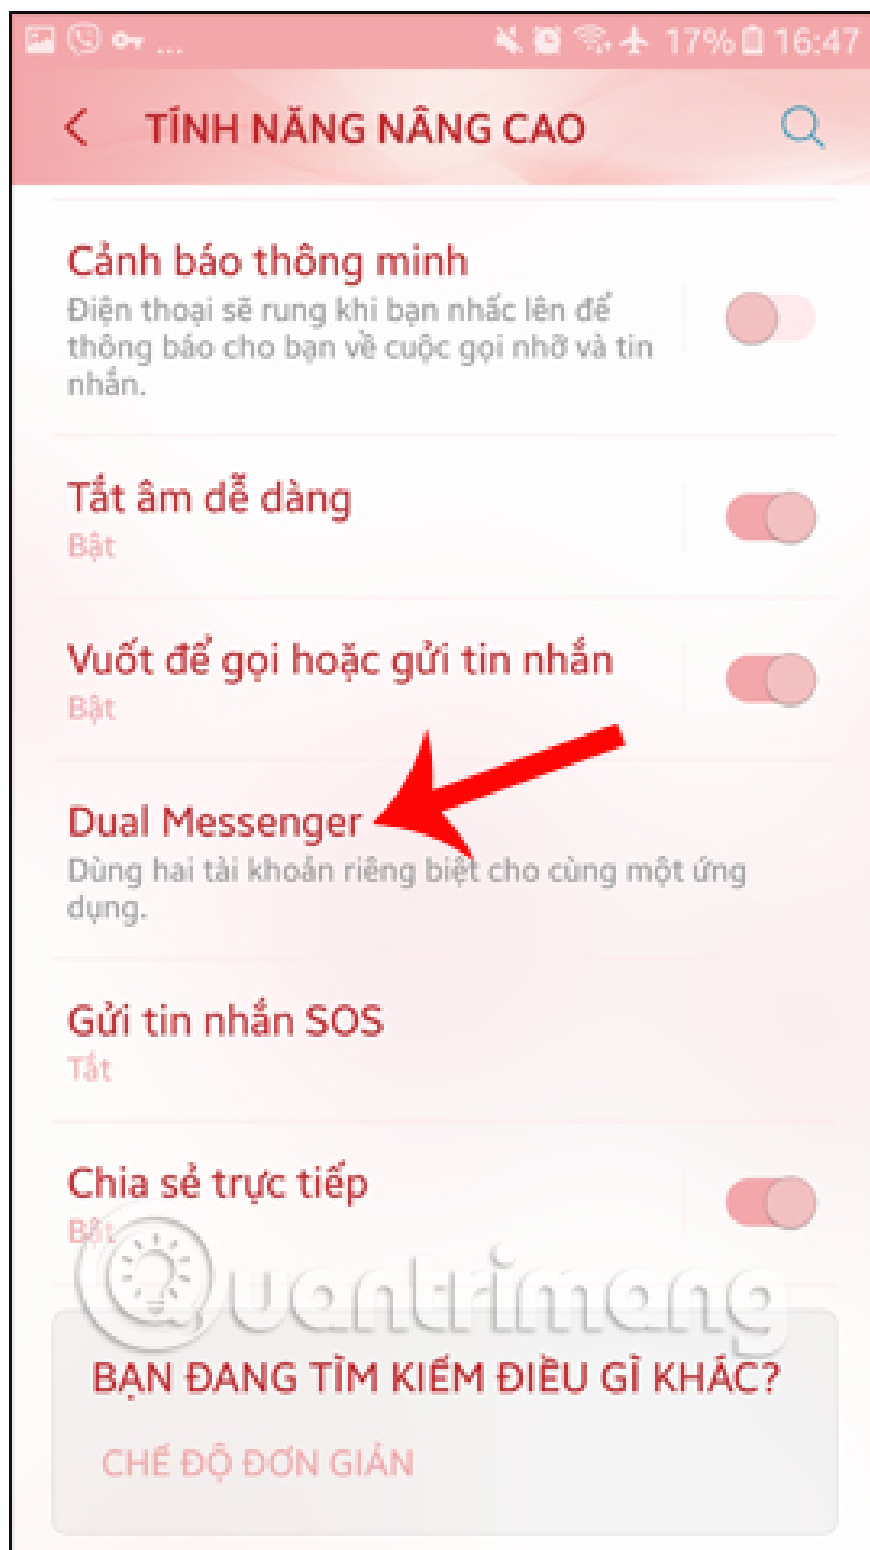 ... 17% 16:47
TÍNH NĂNG NÂNG CAO
Cảnh báo thông minh
Điện thoại sẽ rung khi bạn nhấc lên để
thông báo cho bạn về cuộc gọi nhỡ và tin
nhắn.
Tắt âm dễ dàng
Bật
Vuốt để gọi hoặc gửi tin nhắn
Bật
Dual Messenger
Dùng hai tài khoản riêng biệt cho cùng một ứng
dụng.
Gửi tin nhắn SOS
Tắt
Chia sẻ trực tiếp
Bật
Quantrimang
BẠN ĐANG TÌM KIẾM ĐIỀU GÌ KHÁC?
CHẾ ĐỘ ĐƠN GIẢN